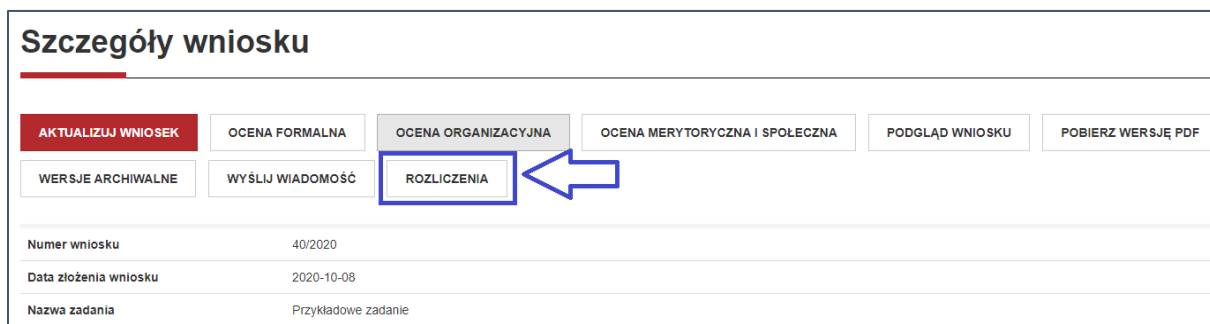 Szczegóły wniosku
AKTUALIZUJ WNIOSEK OCENA FORMALNA OCENA ORGANIZACYJNA OCENA MERYTORYCZNA I SPOŁECZNA PODGLĄD WNIOSKU POBIERZ WERSJĘ PDF
WERSJE ARCHIWALNE WYŚLIJ WIADOMOŚĆ ROZLICZENIA
Numer wniosku 40/2020
Data złożenia wniosku 2020-10-08
Nazwa zadania Przykładowe zadanie